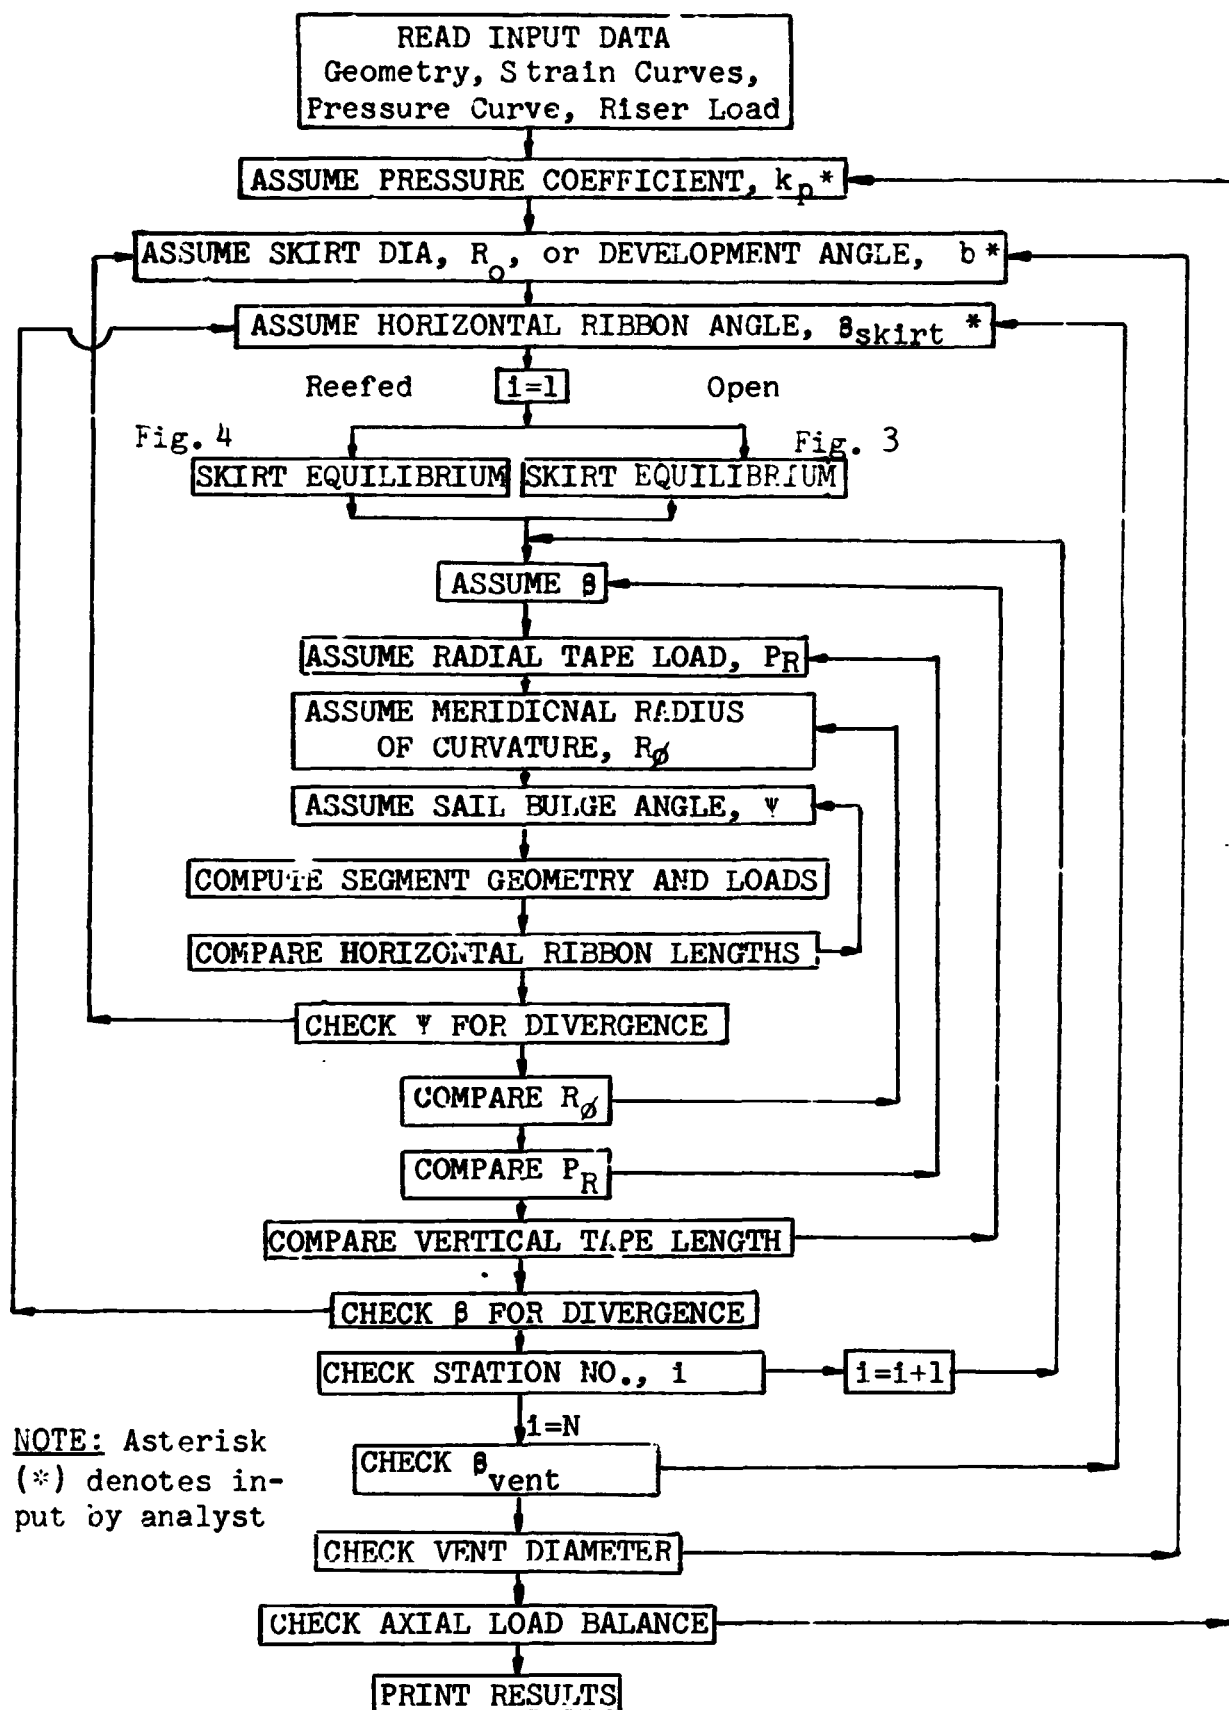 READ INPUT DATA
Geometry, Strain Curves,
Pressure Curve, Riser Load
ASSUME PRESSURE COEFFICIENT, kp*
ASSUME SKIRT DIA, Ro, or DEVELOPMENT ANGLE, b*
ASSUME HORIZONTAL RIBBON ANGLE, βskirt *
Reefed i=1 Open
Fig. 4 Fig. 3
SKIRT EQUILIBRIUM SKIRT EQUILIBRIUM
ASSUME β
ASSUME RADIAL TAPE LOAD, PR
ASSUME MERIDIONAL RADIUS
OF CURVATURE, Rø
ASSUME SAIL BULGE ANGLE, Ψ
COMPUTE SEGMENT GEOMETRY AND LOADS
COMPARE HORIZONTAL RIBBON LENGTHS
CHECK Ψ FOR DIVERGENCE
COMPARE Rø
COMPARE PR
COMPARE VERTICAL TAPE LENGTH
CHECK β FOR DIVERGENCE
CHECK STATION NO., i i=i+1
i=N
NOTE: Asterisk
(*) denotes in-
put by analyst
CHECK βvent
CHECK VENT DIAMETER
CHECK AXIAL LOAD BALANCE
PRINT RESULTS